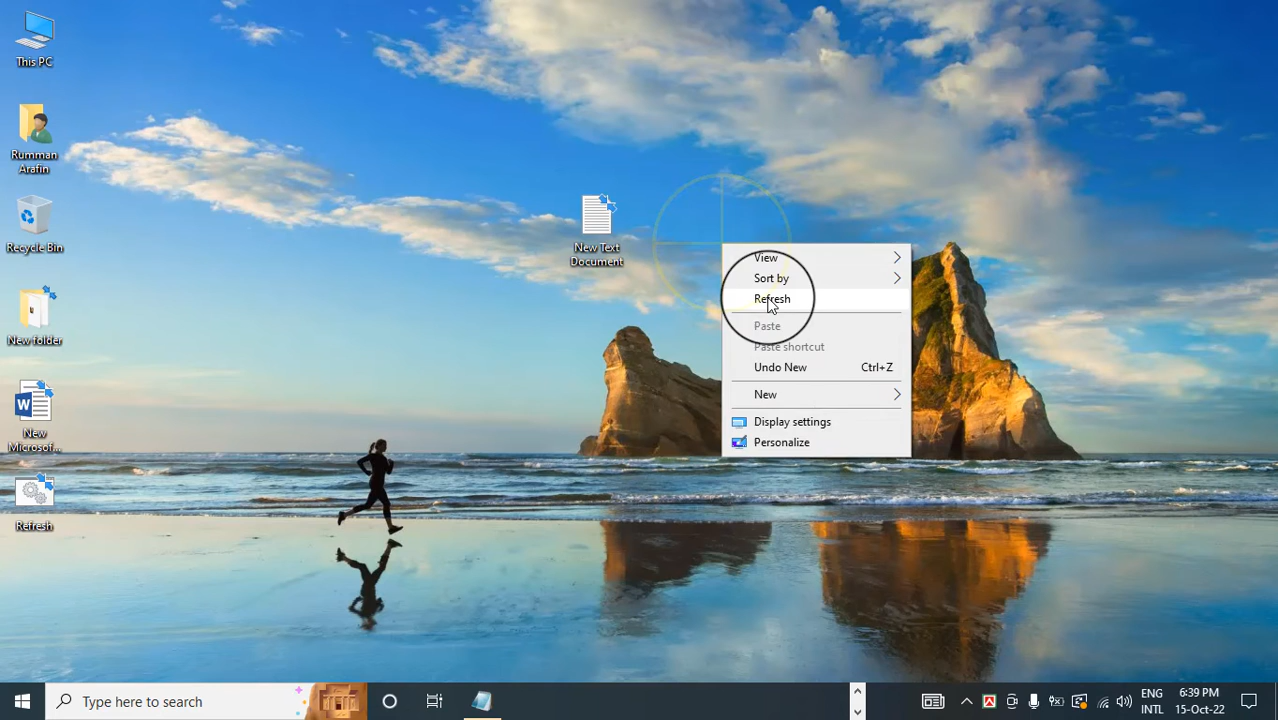 This PC
Rumman
Arafin
Recycle Bin
New folder
New
Microsof...
Refresh
New Text
Document
View
Sort by
Refresh
Paste
Paste shortcut
Undo New Ctrl+Z
New
Display settings
Personalize
Type here to search
ENG
INTL
6:39 PM
15-Oct-22